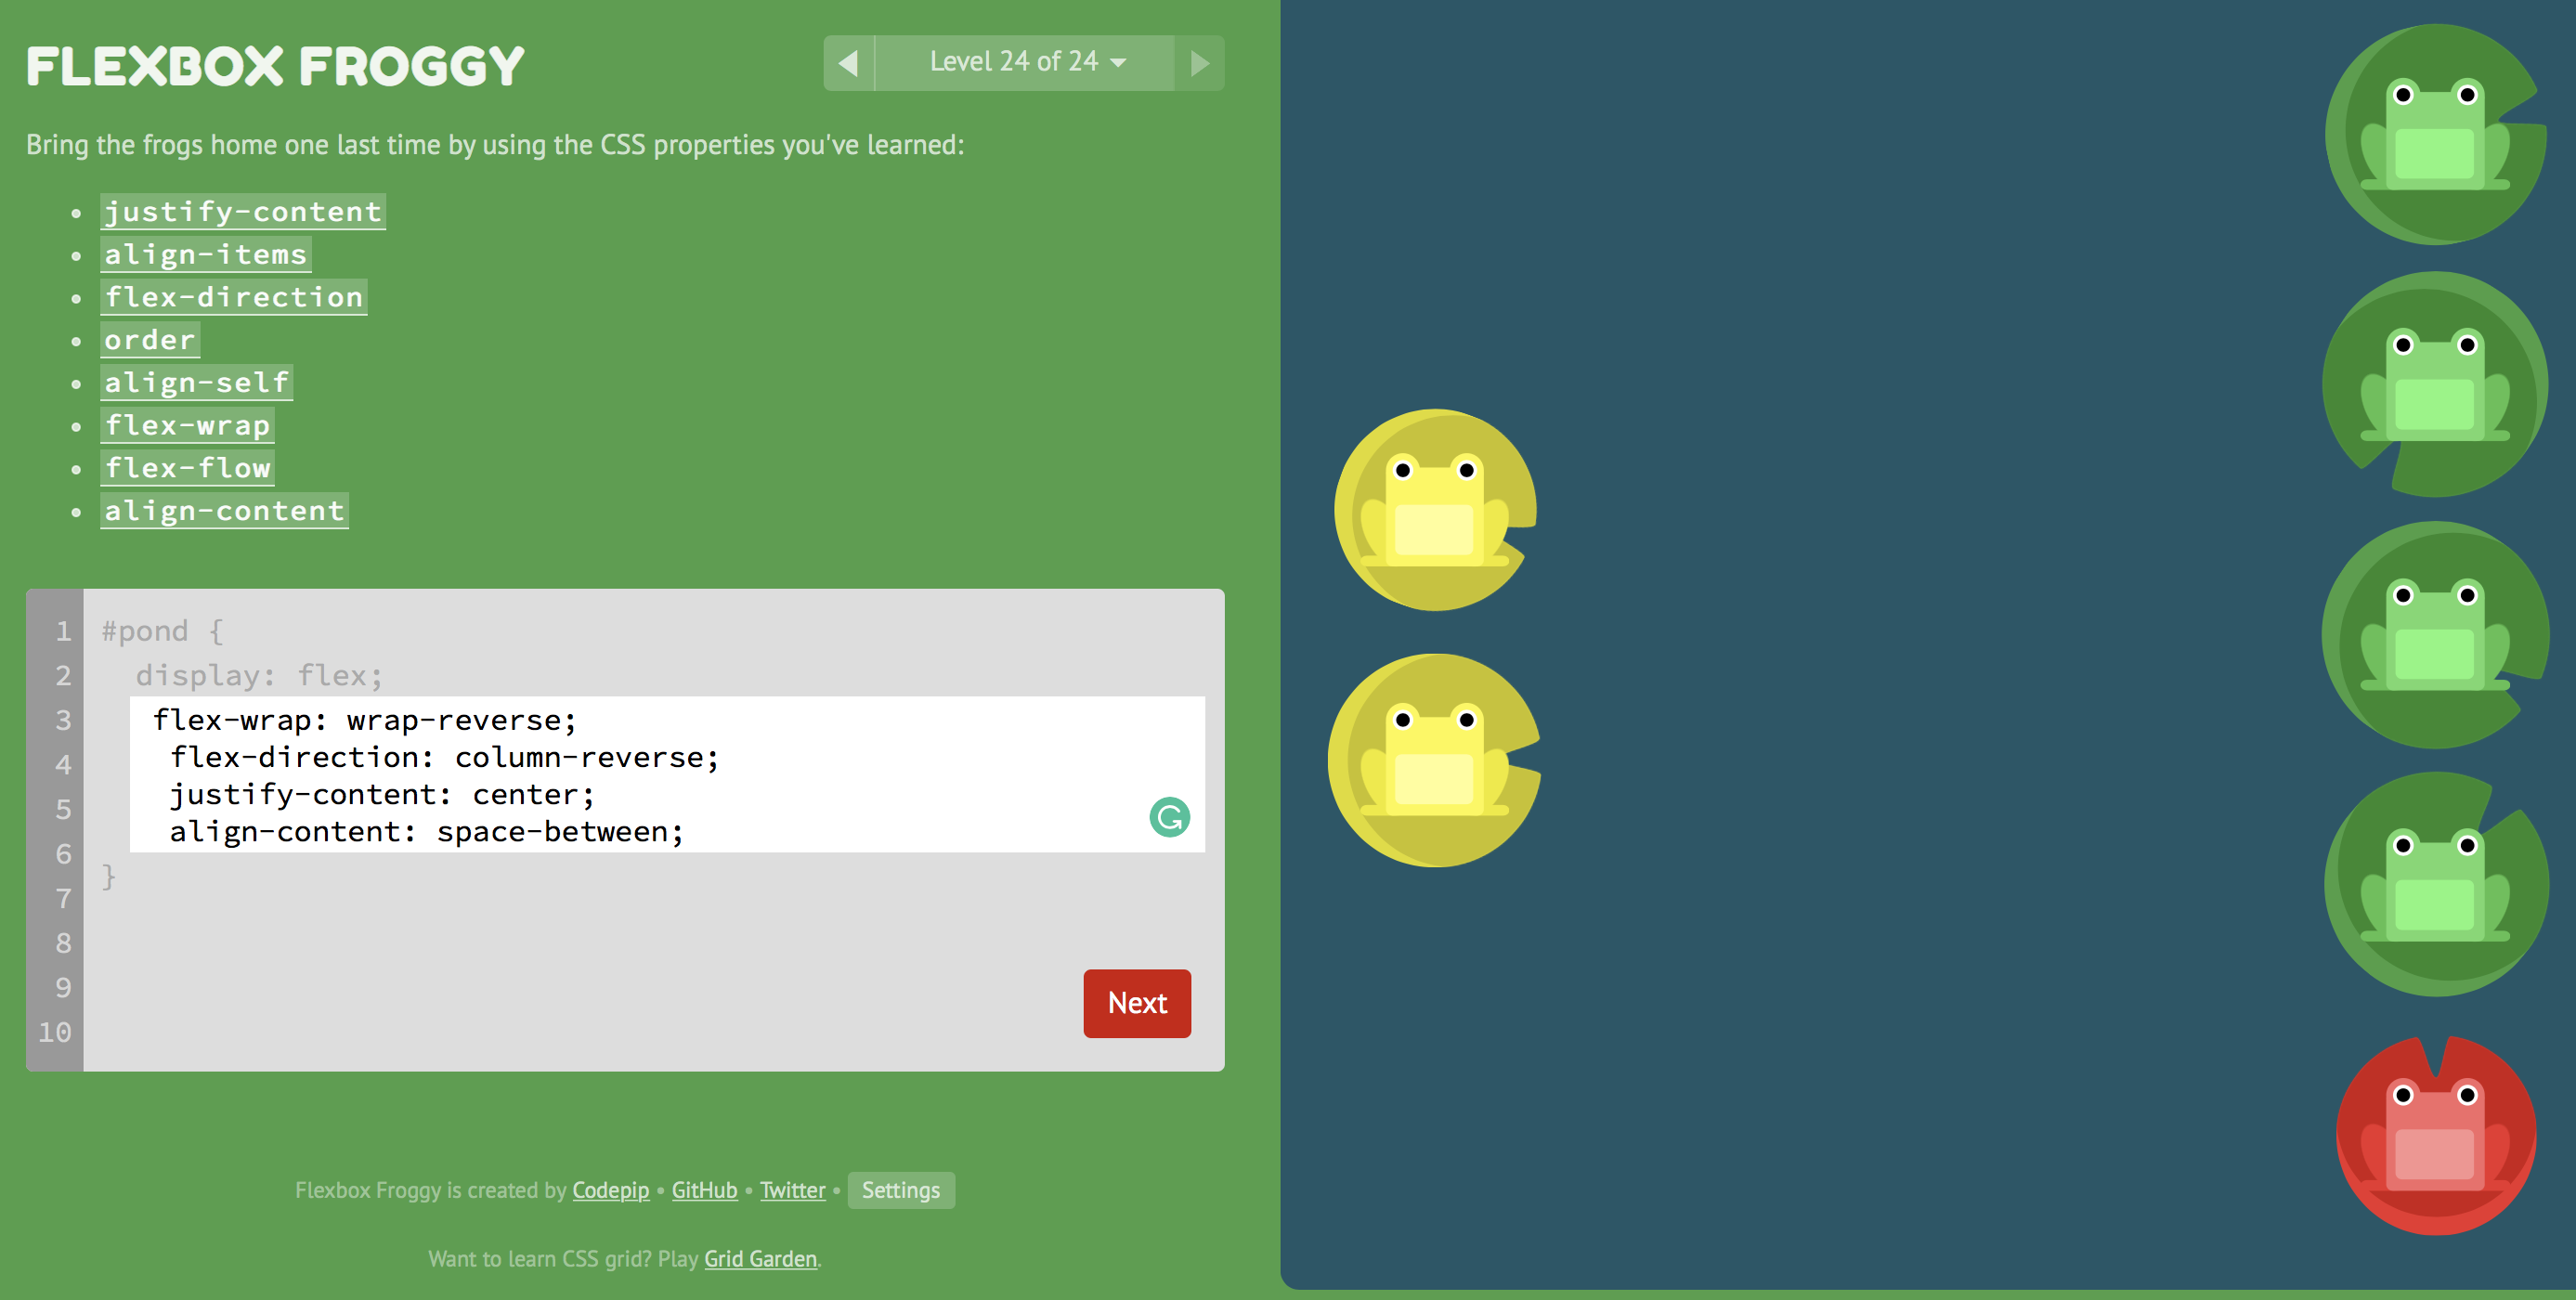 FLEXBOX FROGGY
Level 24 of 24
Bring the frogs home one last time by using the CSS properties you've learned:
justify-content
align-items
flex-direction
order
align-self
flex-wrap
flex-flow
align-content
1 #pond {
2 display: flex;
3 flex-wrap: wrap-reverse;
4 flex-direction: column-reverse;
5 justify-content: center;
align-content: space-between;
6 }
7
8
9
10
Next
Flexbox Froggy is created by Codepip • GitHub • Twitter • Settings
Want to learn CSS grid? Play Grid Garden.